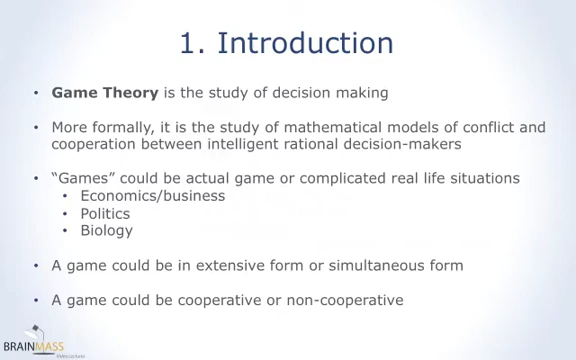 1. Introduction
• Game Theory is the study of decision making
• More formally, it is the study of mathematical models of conflict and
cooperation between intelligent rational decision-makers
• “Games” could be actual game or complicated real life situations
• Economics/business
• Politics
• Biology
• A game could be in extensive form or simultaneous form
• A game could be cooperative or non-cooperative
BRAINMASS